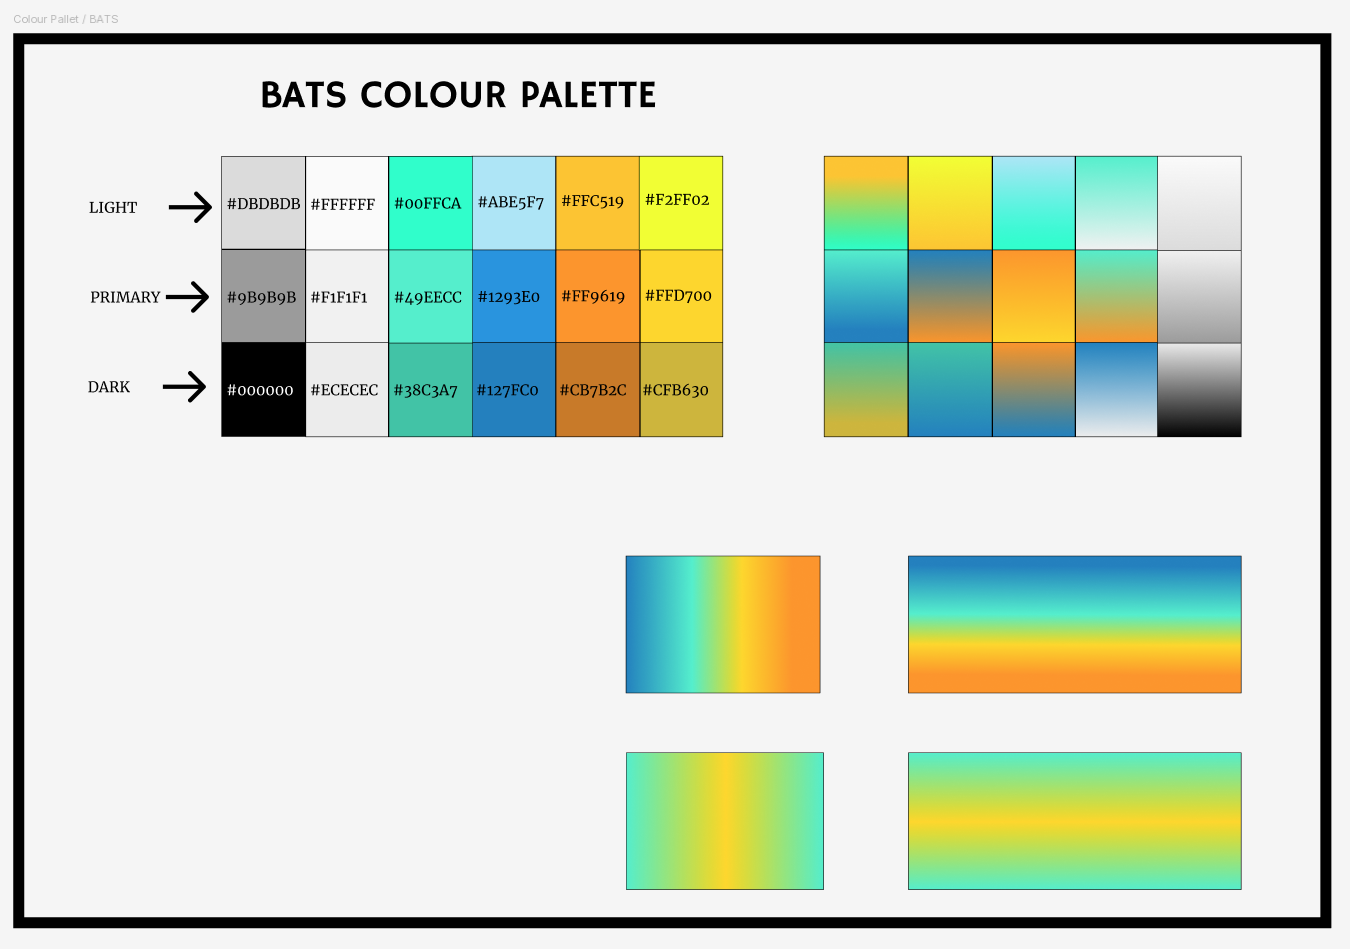 Colour Pallet / BATS
BATS COLOUR PALETTE
LIGHT
#DBDBDB #FFFFFF #00FFCA #ABE5F7 #FFC519 #F2FF02
PRIMARY
#9B9B9B #F1F1F1 #49EECC #1293E0 #FF9619 #FFD700
DARK
#000000 #ECECEC #38C3A7 #127FC0 #CB7B2C #CFB630